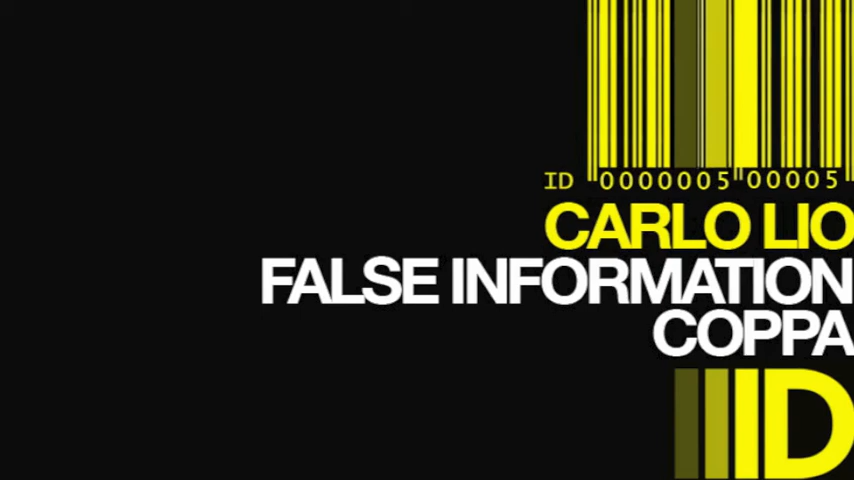 ID 0000005 00005
CARLO LIO
FALSE INFORMATION
COPPA
ID